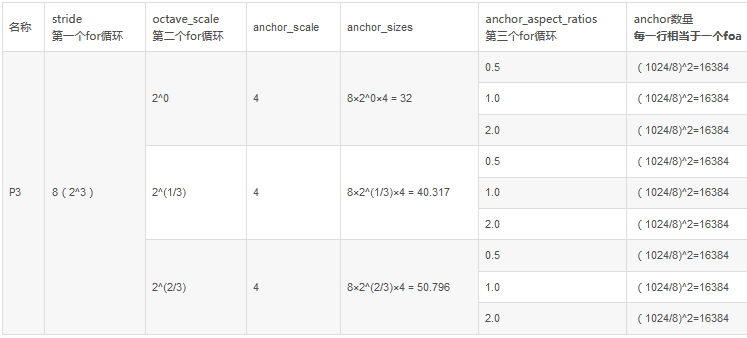 名称 stride octave_scale anchor_scale anchor_sizes anchor_aspect_ratios anchor数量
第一个for循环 第二个for循环 第三个for循环 每一行相当于一个foa
P3 8（2^3） 2^0 4 8×2^0×4 = 32 0.5 （1024/8)^2=16384
1.0 （1024/8)^2=16384
2.0 （1024/8)^2=16384
2^(1/3) 4 8×2^(1/3)×4 = 40.317 0.5 （1024/8)^2=16384
1.0 （1024/8)^2=16384
2.0 （1024/8)^2=16384
2^(2/3) 4 8×2^(2/3)×4 = 50.796 0.5 （1024/8)^2=16384
1.0 （1024/8)^2=16384
2.0 （1024/8)^2=16384